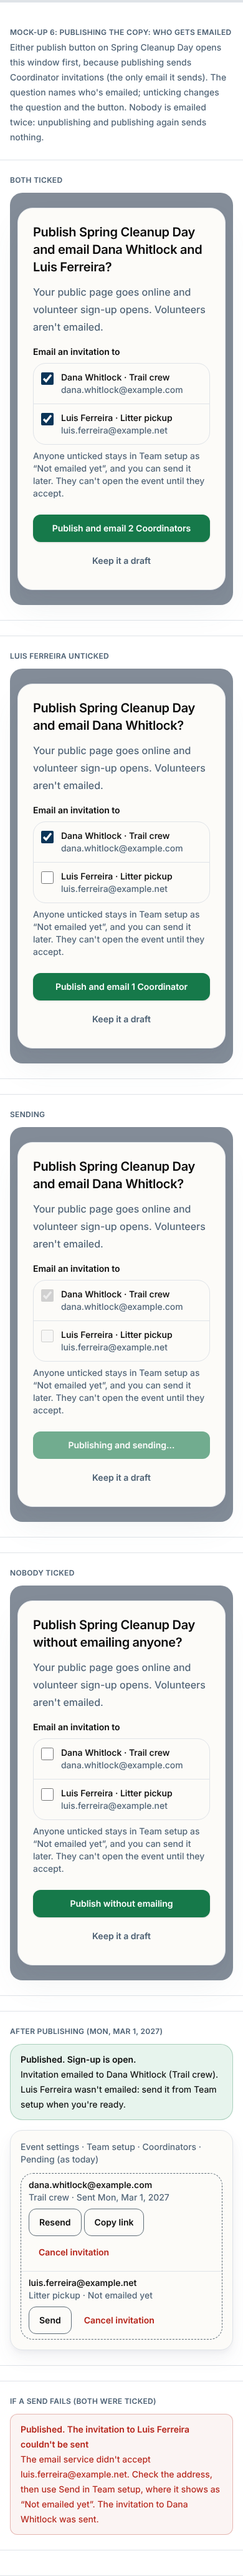 MOCK-UP 6: PUBLISHING THE COPY: WHO GETS EMAILED
Either publish button on Spring Cleanup Day opens
this window first, because publishing sends
Coordinator invitations (the only email it sends). The
question names who's emailed; unticking changes
the question and the button. Nobody is emailed
twice: unpublishing and publishing again sends
nothing.
BOTH TICKED
Publish Spring Cleanup Day
and email Dana Whitlock and
Luis Ferreira?
Your public page goes online and
volunteer sign-up opens. Volunteers
aren't emailed.
Email an invitation to
Dana Whitlock · Trail crew
dana.whitlock@example.com
Luis Ferreira · Litter pickup
luis.ferreira@example.net
Anyone unticked stays in Team setup as
“Not emailed yet”, and you can send it
later. They can't open the event until they
accept.
Publish and email 2 Coordinators
Keep it a draft
LUIS FERREIRA UNTICKED
Publish Spring Cleanup Day
and email Dana Whitlock?
Your public page goes online and
volunteer sign-up opens. Volunteers
aren't emailed.
Email an invitation to
Dana Whitlock · Trail crew
dana.whitlock@example.com
Luis Ferreira · Litter pickup
luis.ferreira@example.net
Anyone unticked stays in Team setup as
“Not emailed yet”, and you can send it
later. They can't open the event until they
accept.
Publish and email 1 Coordinator
Keep it a draft
SENDING
Publish Spring Cleanup Day
and email Dana Whitlock?
Your public page goes online and
volunteer sign-up opens. Volunteers
aren't emailed.
Email an invitation to
Dana Whitlock · Trail crew
dana.whitlock@example.com
Luis Ferreira · Litter pickup
luis.ferreira@example.net
Anyone unticked stays in Team setup as
“Not emailed yet”, and you can send it
later. They can't open the event until they
accept.
Publishing and sending...
Keep it a draft
NOBODY TICKED
Publish Spring Cleanup Day
without emailing anyone?
Your public page goes online and
volunteer sign-up opens. Volunteers
aren't emailed.
Email an invitation to
Dana Whitlock · Trail crew
dana.whitlock@example.com
Luis Ferreira · Litter pickup
luis.ferreira@example.net
Anyone unticked stays in Team setup as
“Not emailed yet”, and you can send it
later. They can't open the event until they
accept.
Publish without emailing
Keep it a draft
AFTER PUBLISHING (MON, MAR 1, 2027)
Published. Sign-up is open.
Invitation emailed to Dana Whitlock (Trail crew).
Luis Ferreira wasn't emailed: send it from Team
setup when you're ready.
Event settings · Team setup · Coordinators ·
Pending (as today)
dana.whitlock@example.com
Trail crew · Sent Mon, Mar 1, 2027
Resend
Copy link
Cancel invitation
luis.ferreira@example.net
Litter pickup · Not emailed yet
Send
Cancel invitation
IF A SEND FAILS (BOTH WERE TICKED)
Published. The invitation to Luis Ferreira
couldn't be sent
The email service didn't accept
luis.ferreira@example.net. Check the address,
then use Send in Team setup, where it shows as
“Not emailed yet”. The invitation to Dana
Whitlock was sent.